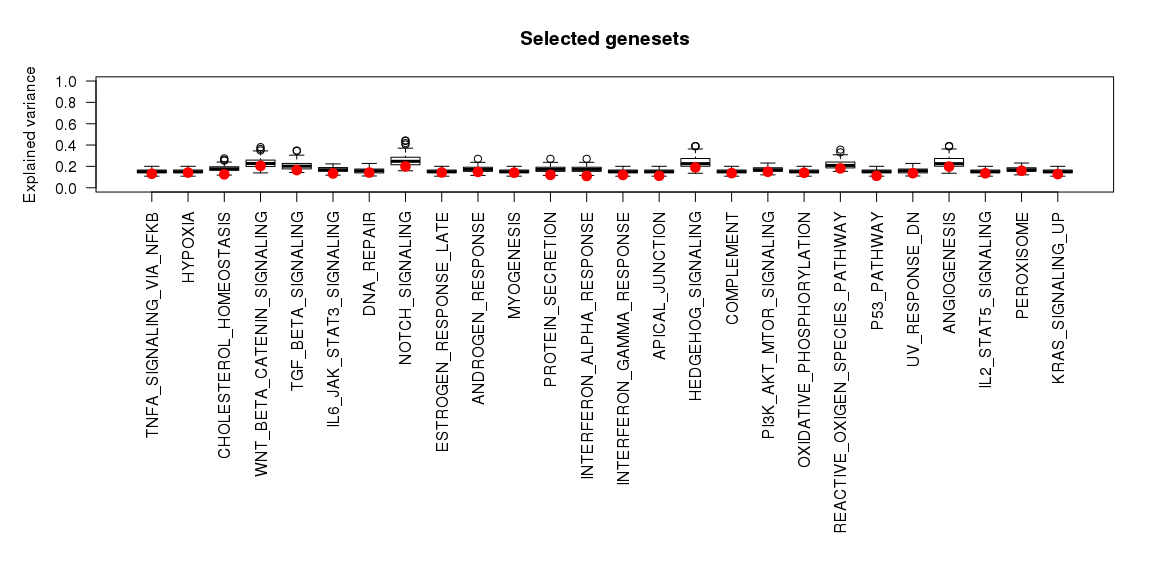 Selected genesets
Explained variance
1.0
0.8
0.6
0.4
0.2
0.0
TNFA_SIGNALING_VIA_NFKB
HYPOXIA
CHOLESTEROL_HOMEOSTASIS
WNT_BETA_CATENIN_SIGNALING
TGF_BETA_SIGNALING
IL6_JAK_STAT3_SIGNALING
DNA_REPAIR
NOTCH_SIGNALING
ESTROGEN_RESPONSE_LATE
ANDROGEN_RESPONSE
MYOGENESIS
PROTEIN_SECRETION
INTERFERON_ALPHA_RESPONSE
INTERFERON_GAMMA_RESPONSE
APICAL_JUNCTION
HEDGEHOG_SIGNALING
COMPLEMENT
PI3K_AKT_MTOR_SIGNALING
OXIDATIVE_PHOSPHORYLATION
REACTIVE_OXIGEN_SPECIES_PATHWAY
P53_PATHWAY
UV_RESPONSE_DN
ANGIOGENESIS
IL2_STAT5_SIGNALING
PEROXISOME
KRAS_SIGNALING_UP